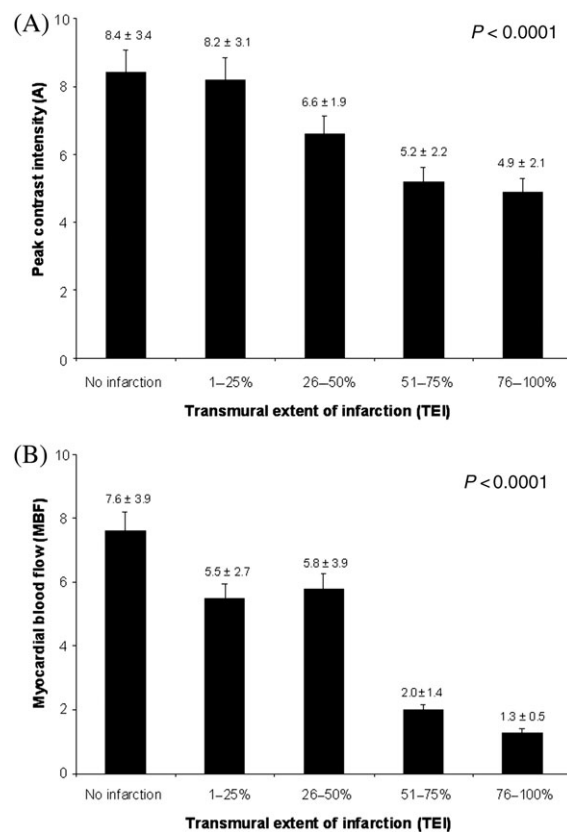 (A)
10
P < 0.0001
8.4 ± 3.4
8.2 ± 3.1
8
6.6 ± 1.9
6
5.2 ± 2.2
4.9 ± 2.1
4
2
0
Peak contrast intensity (A)
No infarction 1–25% 26–50% 51–75% 76–100%
Transmural extent of infarction (TEI)
(B)
10
P < 0.0001
7.6 ± 3.9
8
5.5 ± 2.7
5.8 ± 3.9
6
4
2.0 ± 1.4
2
1.3 ± 0.5
0
Myocardial blood flow (MBF)
No infarction 1–25% 26–50% 51–75% 76–100%
Transmural extent of infarction (TEI)